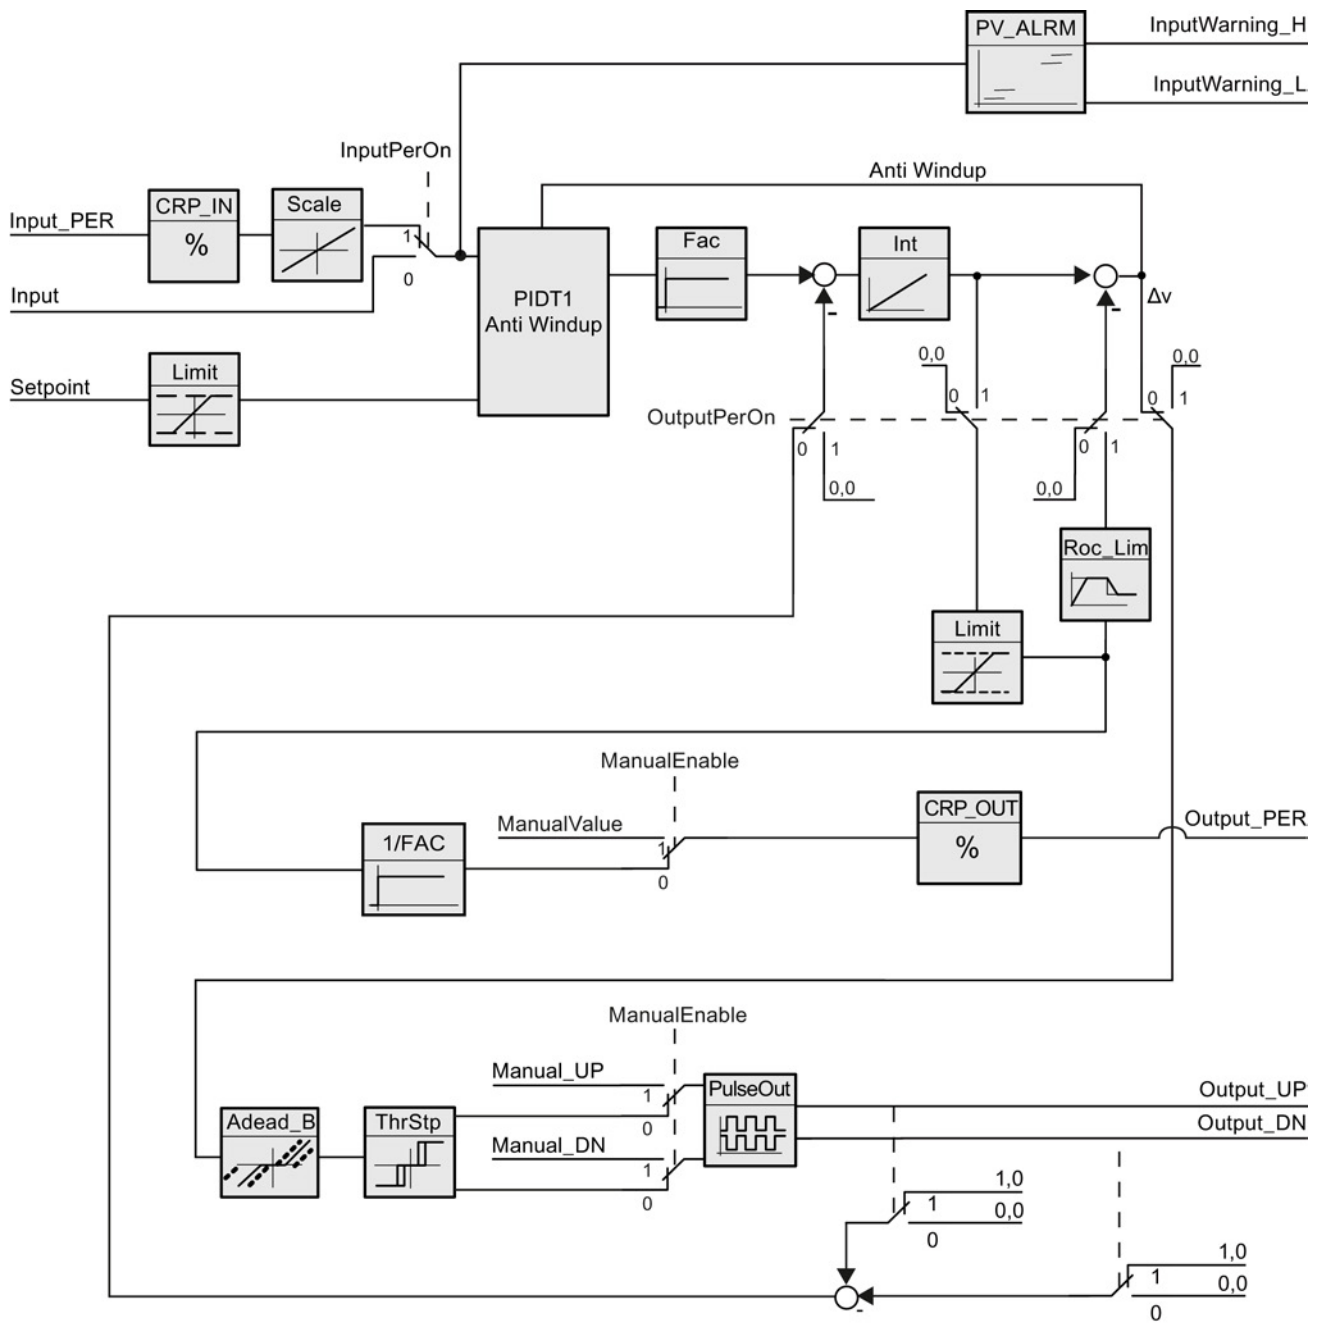 PV_ALRM
InputWarning_H
InputWarning_L
InputPerOn
Anti Windup
Input_PER
CRP_IN
%
Scale
1
0
Input
PIDT1
Anti Windup
Fac
-
Int
-
Δv
Setpoint
Limit
OutputPerOn
0,0
0 1
0,0
0 1
0 1
0,0
0 1
0,0
Roc_Lim
Limit
ManualEnable
ManualValue
1
0
1/FAC
CRP_OUT
%
Output_PER
ManualEnable
Manual_UP
1
0
Manual_DN
1
0
Adead_B
ThrStp
PulseOut
Output_UP
Output_DN
1,0
1
0,0
0
1,0
1
0,0
0
-